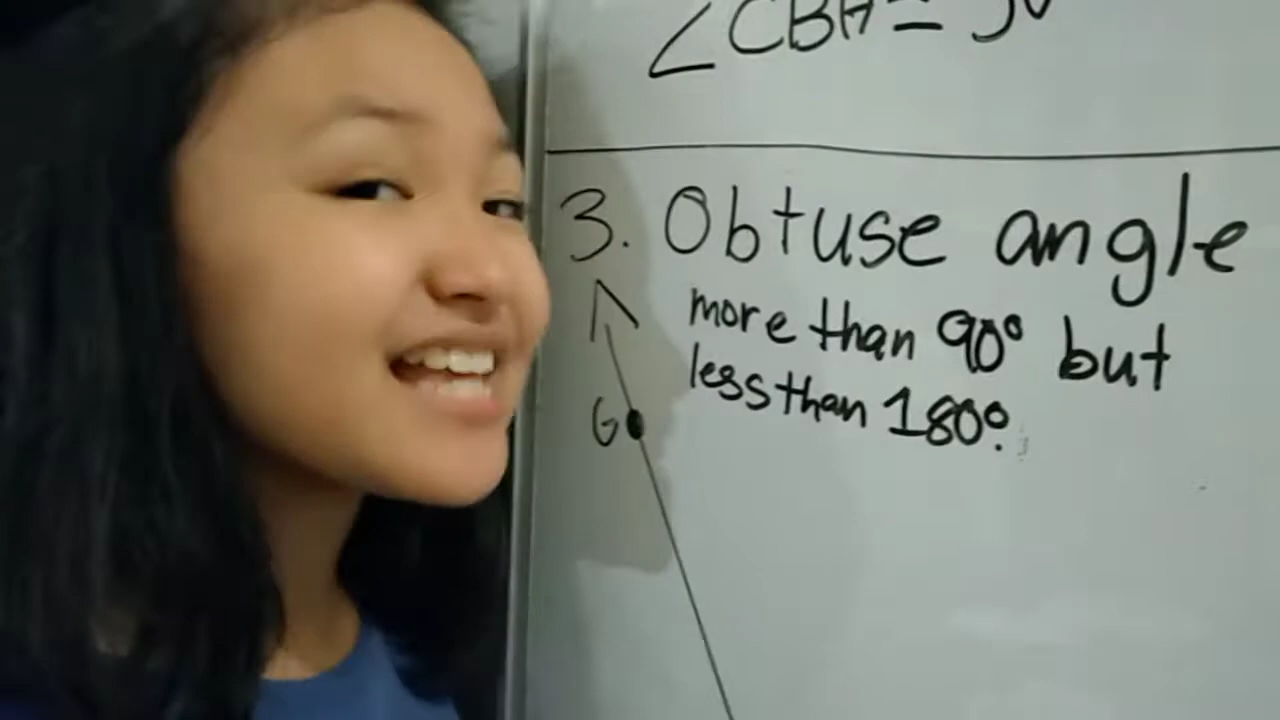 ∠CBA =
3. Obtuse angle
more than 90° but
less than 180°.
G